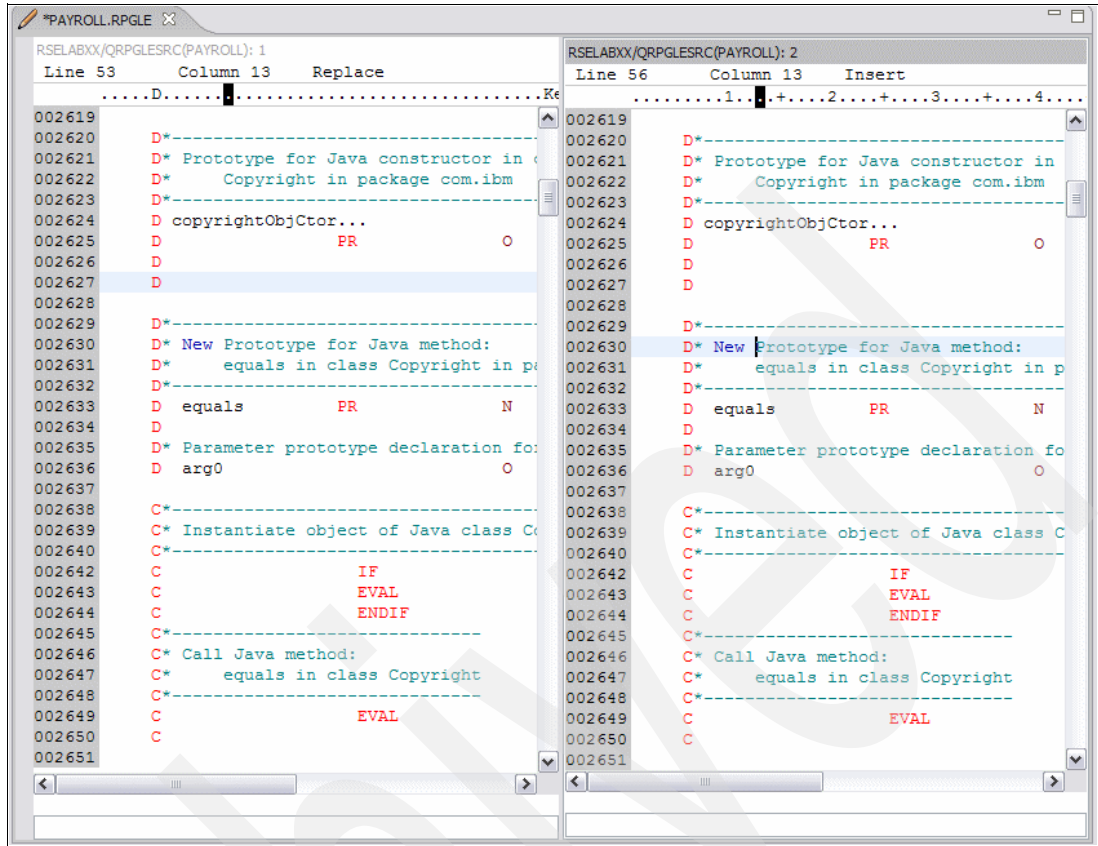 *PAYROLL.RPGLE
RSELABXX/QRPGLESRC(PAYROLL): 1
Line 53 Column 13 Replace
.....D......................................Ke
002619
002620 D*-----------------------------------
002621 D* Prototype for Java constructor in
002622 D* Copyright in package com.ibm
002623 D*-----------------------------------
002624 D copyrightObjCtor...
002625 D PR O
002626 D
002627 D
002628
002629 D*-----------------------------------
002630 D* New Prototype for Java method:
002631 D* equals in class Copyright in pa
002632 D*-----------------------------------
002633 D equals PR N
002634 D
002635 D* Parameter prototype declaration for
002636 D arg0 O
002637
002638 C*-----------------------------------
002639 C* Instantiate object of Java class Co
002640 C*-----------------------------------
002642 C IF
002643 C EVAL
002644 C ENDIF
002645 C*------------------------------
002646 C* Call Java method:
002647 C* equals in class Copyright
002648 C*------------------------------
002649 C EVAL
002650 C
002651
RSELABXX/QRPGLESRC(PAYROLL): 2
Line 56 Column 13 Insert
.........1....+....2....+....3....+....4....
002619
002620 D*-----------------------------------
002621 D* Prototype for Java constructor in
002622 D* Copyright in package com.ibm
002623 D*-----------------------------------
002624 D copyrightObjCtor...
002625 D PR O
002626 D
002627 D
002628
002629 D*-----------------------------------
002630 D* New Prototype for Java method:
002631 D* equals in class Copyright in p
002632 D*-----------------------------------
002633 D equals PR N
002634 D
002635 D* Parameter prototype declaration fo
002636 D arg0 O
002637
002638 C*-----------------------------------
002639 C* Instantiate object of Java class C
002640 C*-----------------------------------
002642 C IF
002643 C EVAL
002644 C ENDIF
002645 C*------------------------------
002646 C* Call Java method:
002647 C* equals in class Copyright
002648 C*------------------------------
002649 C EVAL
002650 C
002651